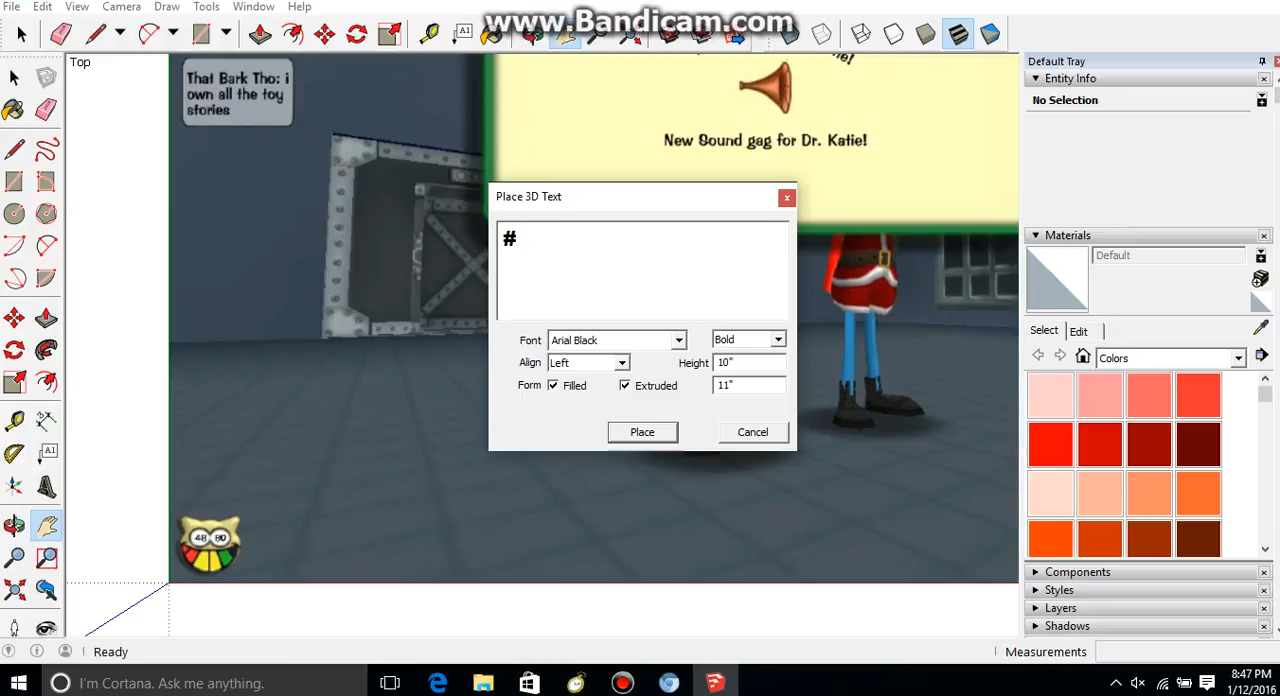 www.Bandicam.com
File Edit View Camera Draw Tools Window Help
A1
Top
Default Tray
Entity Info
No Selection
That Bark Tho: i
own all the toy
stories
New Sound gag for Dr. Katie!
Place 3D Text
x
#
Font Arial Black Bold
Align Left Height 10"
Form Filled Extruded 11"
Place Cancel
Materials
Default
Select Edit
Colors
A1
48 80
Components
Styles
Layers
Shadows
Ready
Measurements
I'm Cortana. Ask me anything.
8:47 PM
1/12/2016